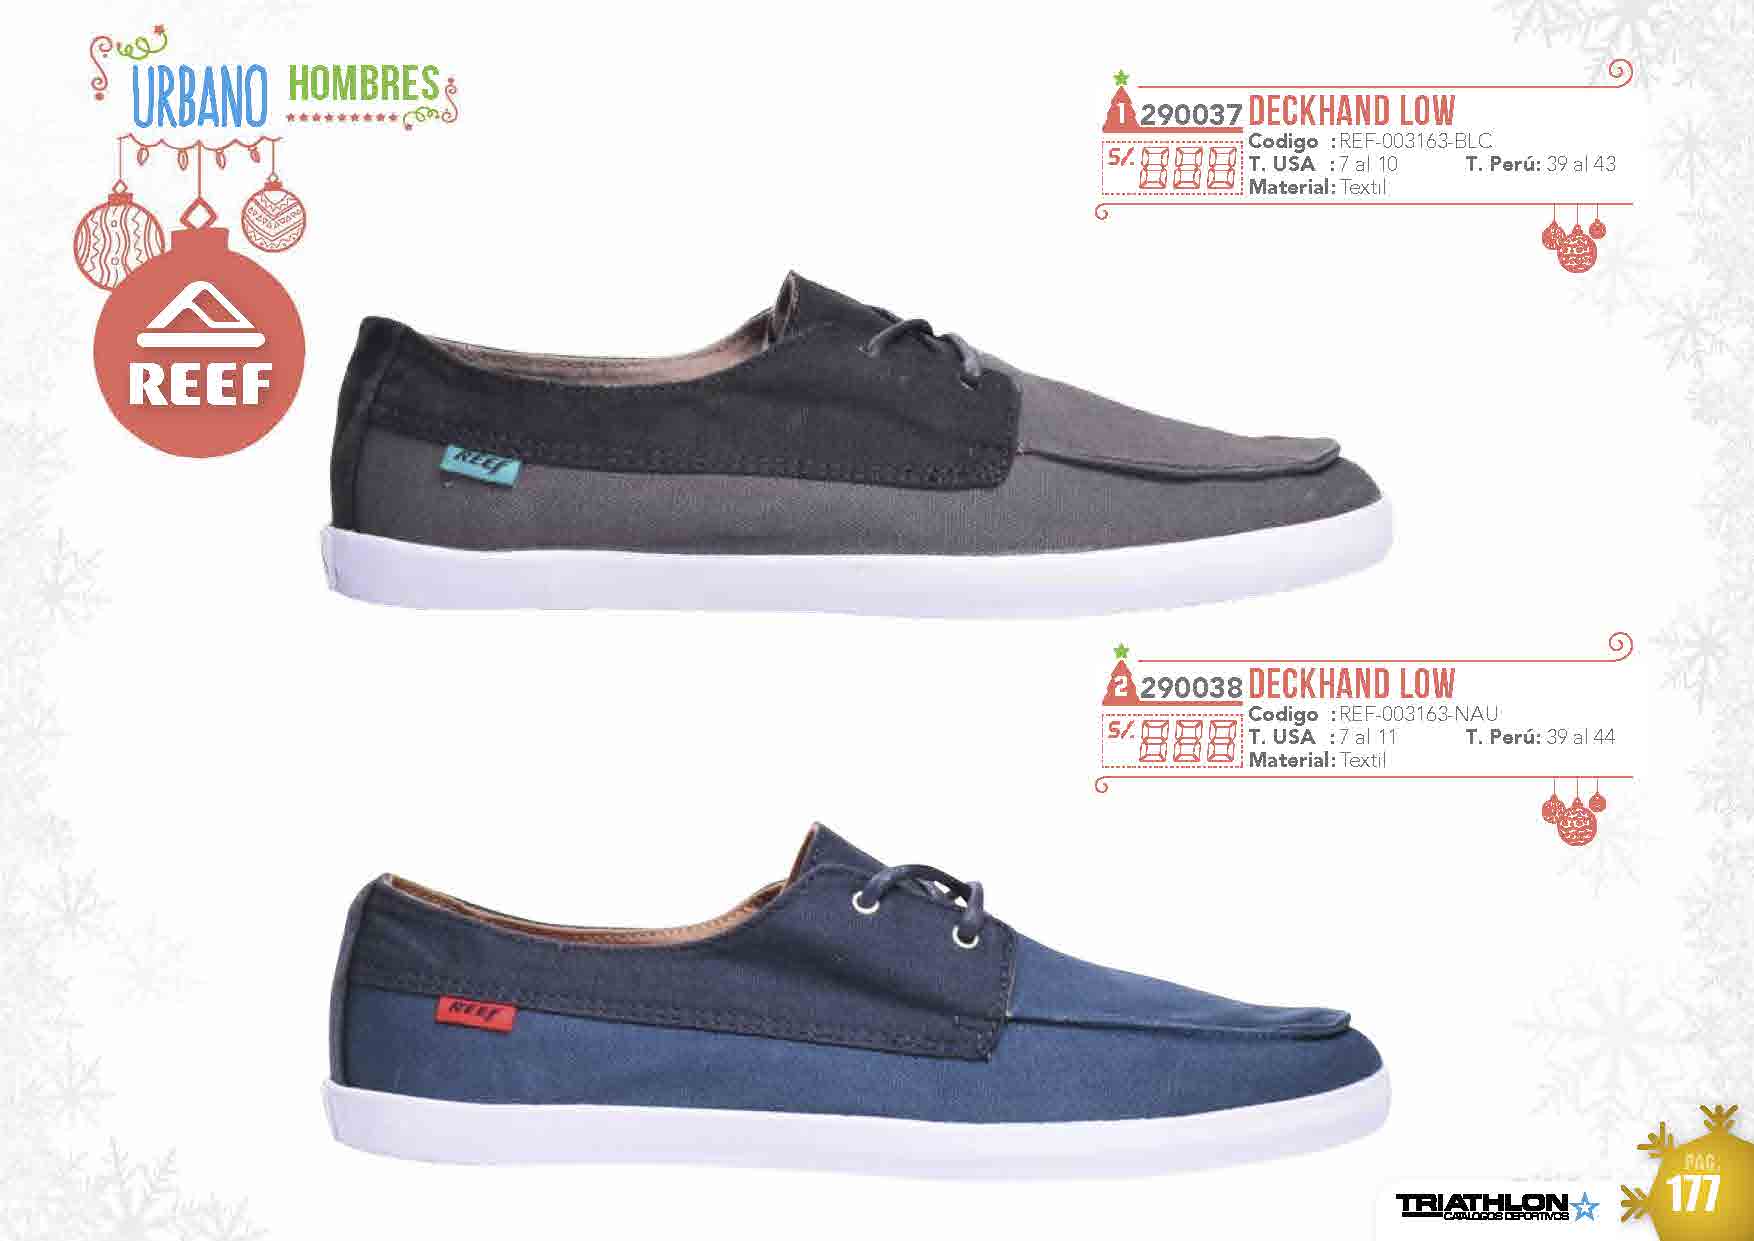 URBANO HOMBRES
REEF
1 290037 DECKHAND LOW
Codigo : REF-003163-BLC
S/. 888
T. USA : 7 al 10 T. Perú: 39 al 43
Material: Textil
REEF
2 290038 DECKHAND LOW
Codigo : REF-003163-NAU
S/. 888
T. USA : 7 al 11 T. Perú: 39 al 44
Material: Textil
REEF
PAG.
177
TRIATHLON
CATALOGOS DEPORTIVOS